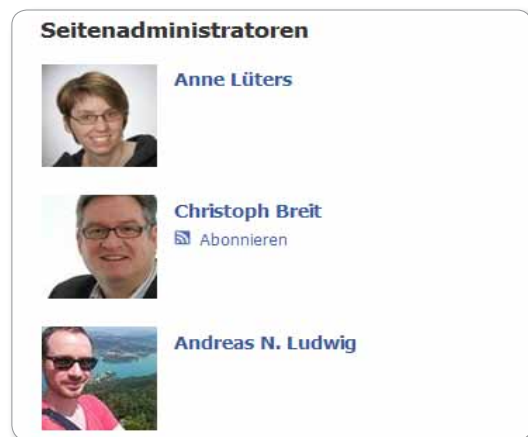 Seitenadministratoren
Anne Lüters
Christoph Breit
Abonnieren
Andreas N. Ludwig